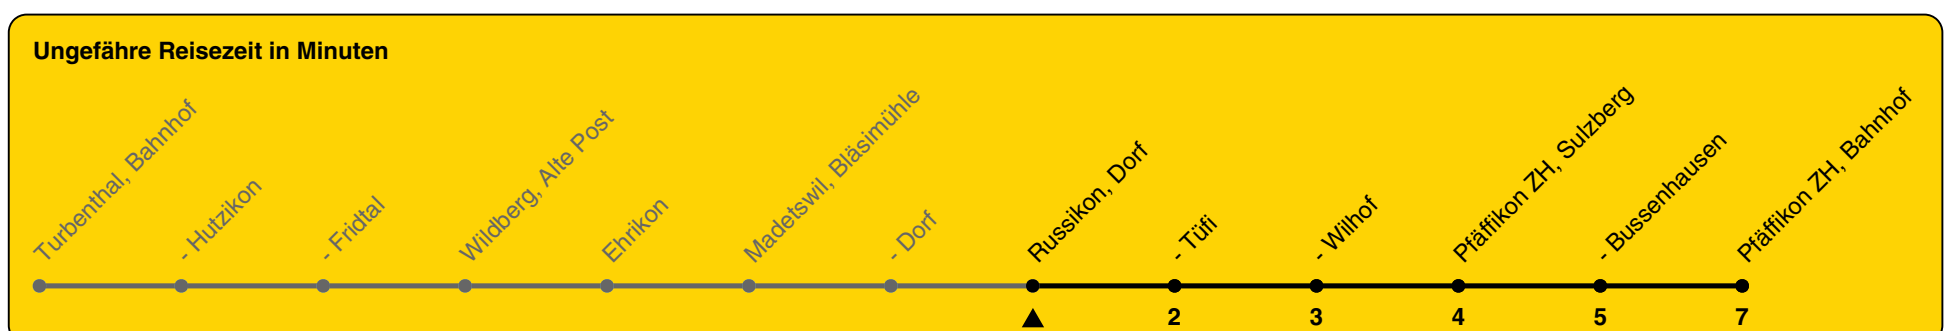 Ungefähre Reisezeit in Minuten
Turbenthal, Bahnhof
- Hutzikon
- Fridtal
Wildberg, Alte Post
Ehrikon
Madetswil, Bläsimühle
- Dorf
Russikon, Dorf
- Tüfi
- Wilhof
Pfäffikon ZH, Sulzberg
- Bussenhausen
Pfäffikon ZH, Bahnhof
2 3 4 5 7